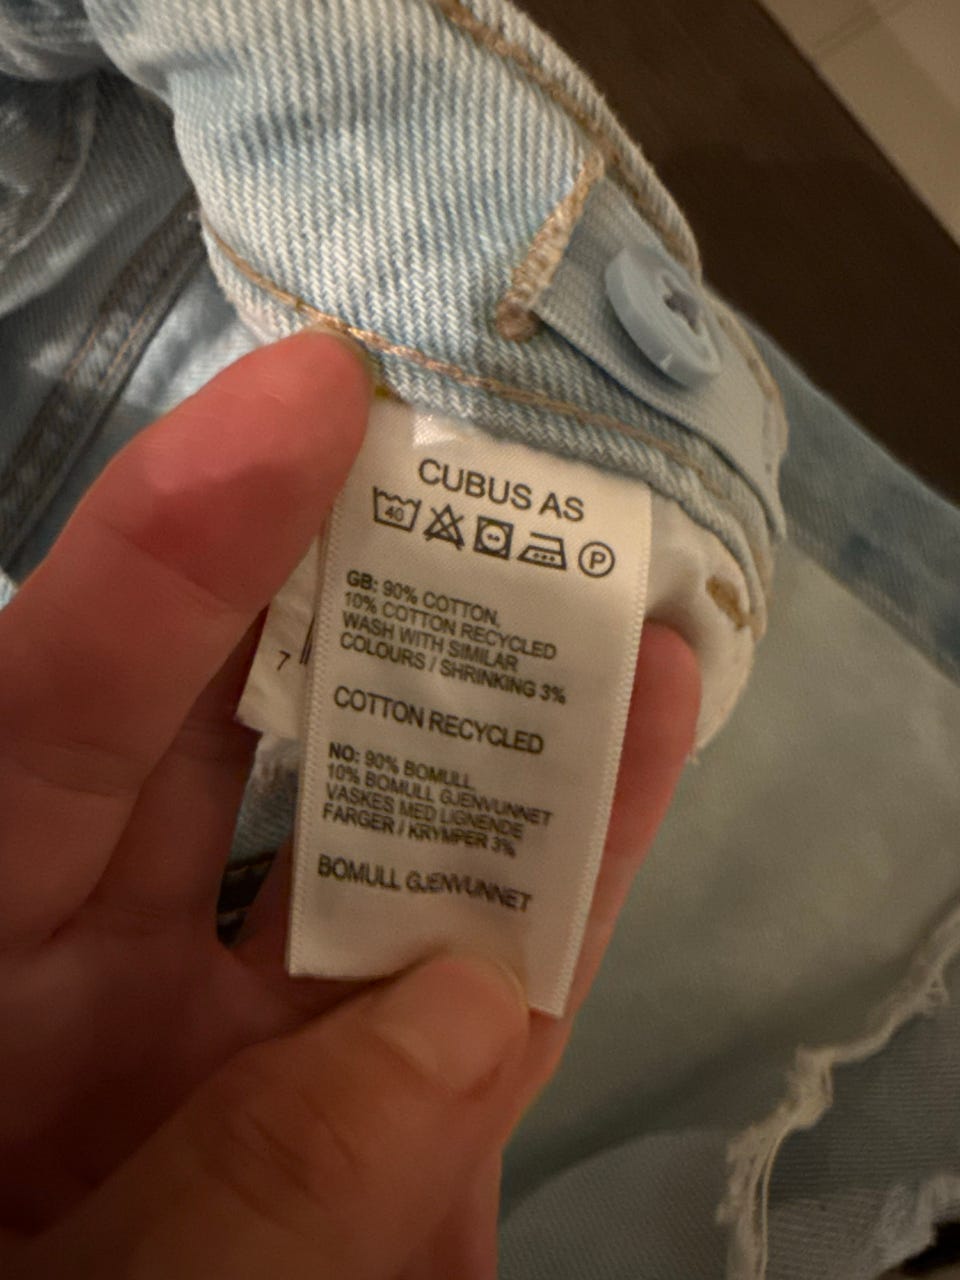 CUBUS AS
40 P
GB: 90% COTTON,
10% COTTON RECYCLED
WASH WITH SIMILAR
COLOURS / SHRINKING 3%
COTTON RECYCLED
NO: 90% BOMULL,
10% BOMULL GJENVUNNET
VASKES MED LIGNENDE
FARGER / KRYMPER 3%
BOMULL GJENVUNNET
7